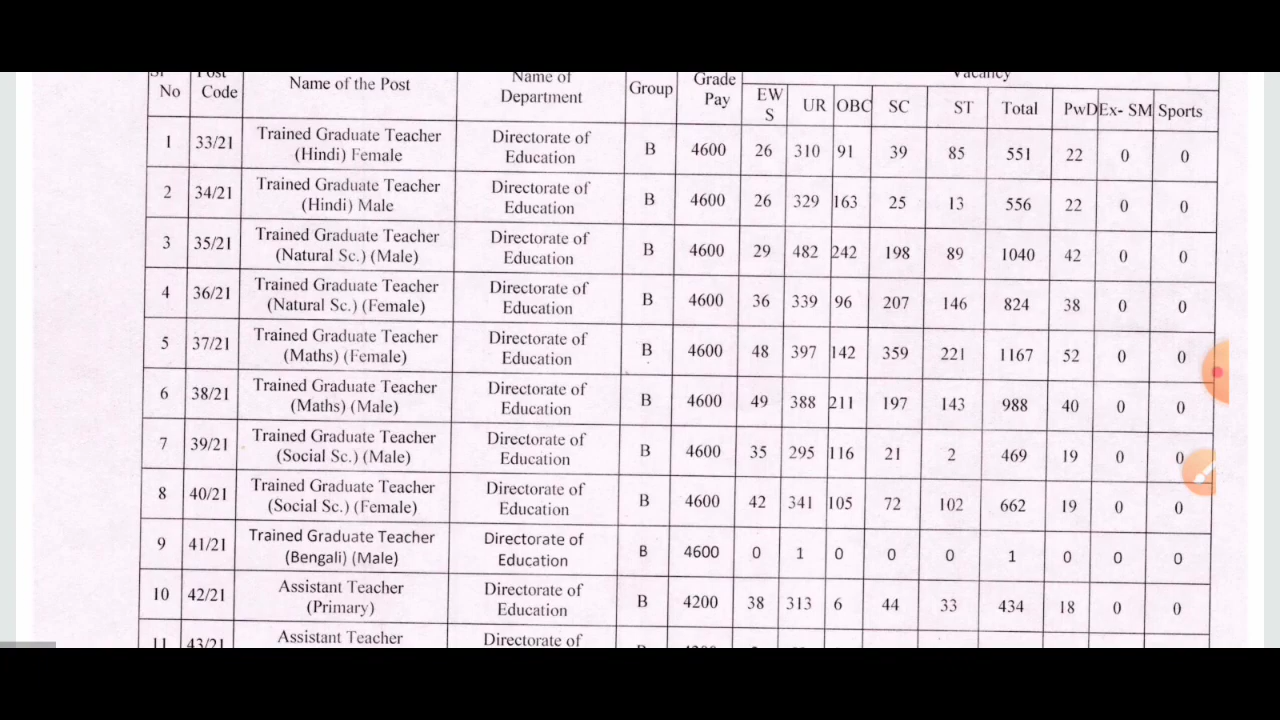 Vacancy
Sr No | Post Code | Name of the Post | Name of Department | Group | Grade Pay | EWS | UR | OBC | SC | ST | Total | PwD | Ex- SM | Sports
1 | 33/21 | Trained Graduate Teacher (Hindi) Female | Directorate of Education | B | 4600 | 26 | 310 | 91 | 39 | 85 | 551 | 22 | 0 | 0
2 | 34/21 | Trained Graduate Teacher (Hindi) Male | Directorate of Education | B | 4600 | 26 | 329 | 163 | 25 | 13 | 556 | 22 | 0 | 0
3 | 35/21 | Trained Graduate Teacher (Natural Sc.) (Male) | Directorate of Education | B | 4600 | 29 | 482 | 242 | 198 | 89 | 1040 | 42 | 0 | 0
4 | 36/21 | Trained Graduate Teacher (Natural Sc.) (Female) | Directorate of Education | B | 4600 | 36 | 339 | 96 | 207 | 146 | 824 | 38 | 0 | 0
5 | 37/21 | Trained Graduate Teacher (Maths) (Female) | Directorate of Education | B | 4600 | 48 | 397 | 142 | 359 | 221 | 1167 | 52 | 0 | 0
6 | 38/21 | Trained Graduate Teacher (Maths) (Male) | Directorate of Education | B | 4600 | 49 | 388 | 211 | 197 | 143 | 988 | 40 | 0 | 0
7 | 39/21 | Trained Graduate Teacher (Social Sc.) (Male) | Directorate of Education | B | 4600 | 35 | 295 | 116 | 21 | 2 | 469 | 19 | 0 | 0
8 | 40/21 | Trained Graduate Teacher (Social Sc.) (Female) | Directorate of Education | B | 4600 | 42 | 341 | 105 | 72 | 102 | 662 | 19 | 0 | 0
9 | 41/21 | Trained Graduate Teacher (Bengali) (Male) | Directorate of Education | B | 4600 | 0 | 1 | 0 | 0 | 0 | 1 | 0 | 0 | 0
10 | 42/21 | Assistant Teacher (Primary) | Directorate of Education | B | 4200 | 38 | 313 | 6 | 44 | 33 | 434 | 18 | 0 | 0
11 | 43/21 | Assistant Teacher | Directorate of